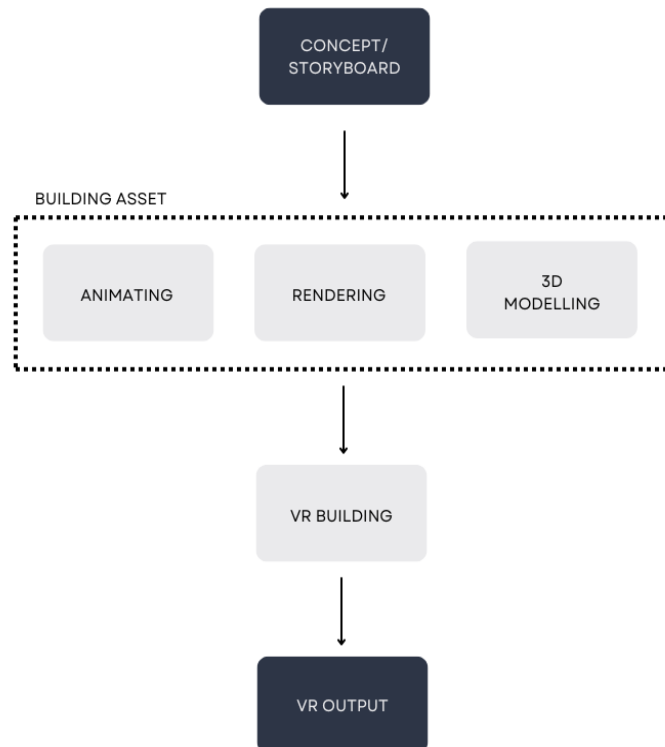 CONCEPT/
STORYBOARD
BUILDING ASSET
ANIMATING
RENDERING
3D
MODELLING
VR BUILDING
VR OUTPUT